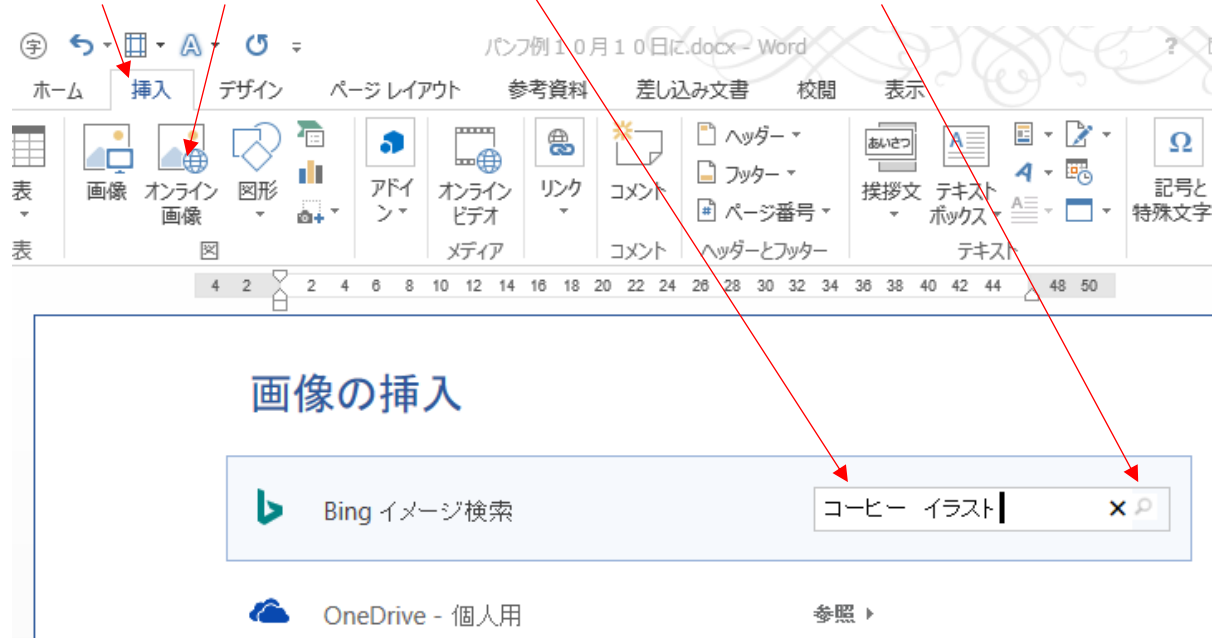 字 A パンフ例１０月１０日に.docx - Word ?
ホーム 挿入 デザイン ページ レイアウト 参考資料 差し込み文書 校閲 表示
表 画像 オンライン 画像 図形 アドイン オンライン ビデオ リンク コメント ヘッダー フッター ページ番号 あいさつ 挨拶文 A テキスト ボックス A A Ω 記号と 特殊文字
表 図 メディア コメント ヘッダーとフッター テキスト
4 2 2 4 6 8 10 12 14 16 18 20 22 24 26 28 30 32 34 36 38 40 42 44 48 50
画像の挿入
Bing イメージ検索 コーヒー イラスト
OneDrive - 個人用 参照